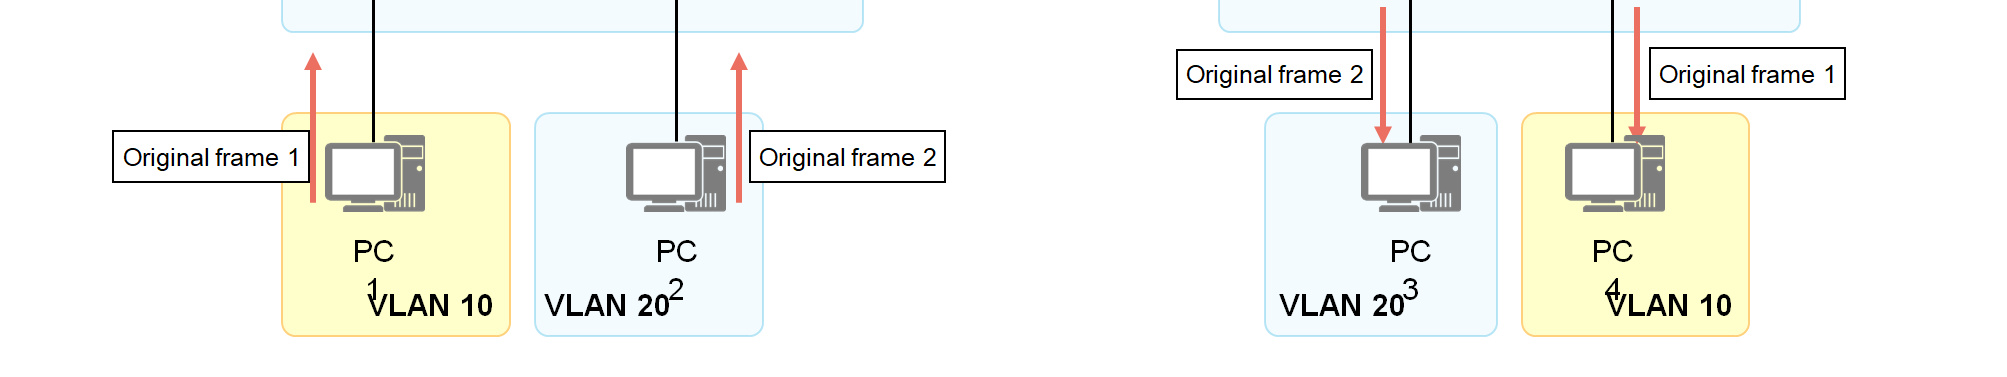 Original frame 2
Original frame 1
Original frame 1
Original frame 2
PC
1
VLAN 10
PC
2
VLAN 20
PC
3
VLAN 20
PC
4
VLAN 10